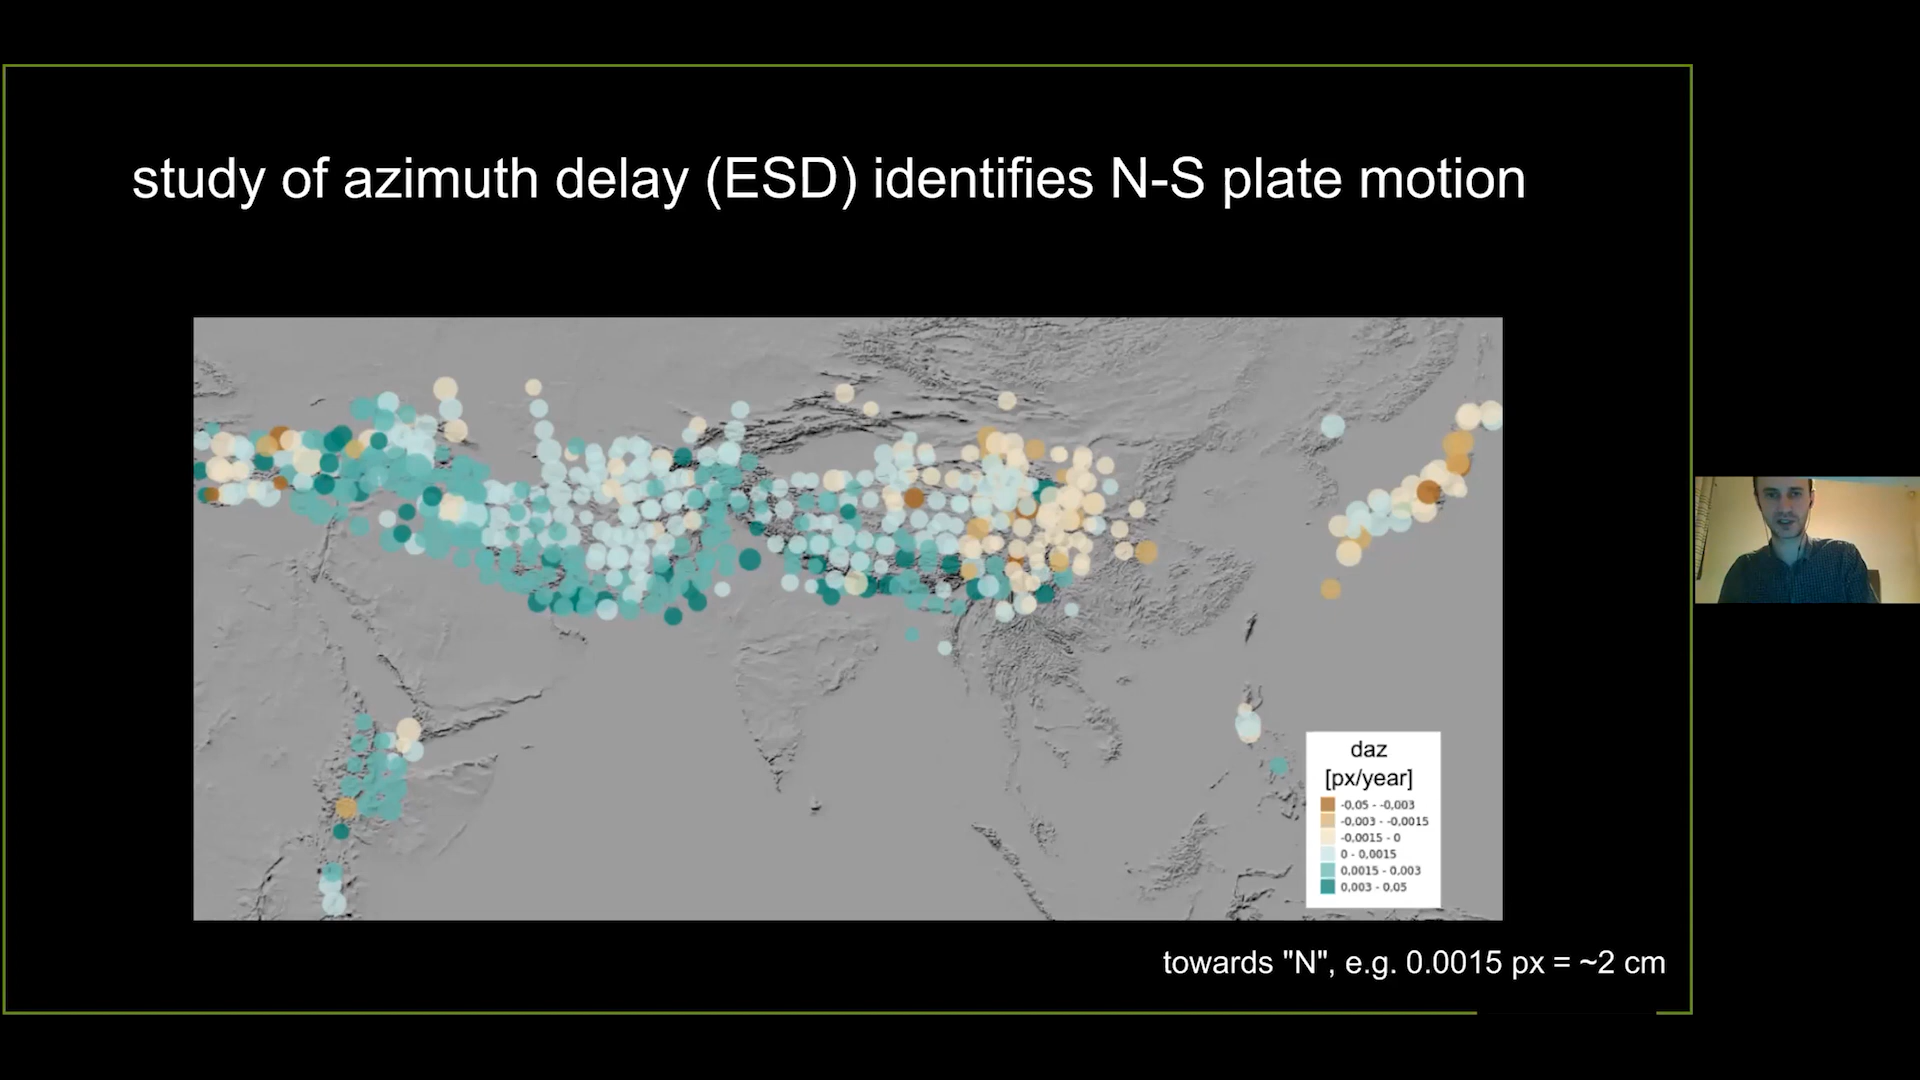 study of azimuth delay (ESD) identifies N-S plate motion
daz
[px/year]
-0,05 - -0,003
-0,003 - -0,0015
-0,0015 - 0
0 - 0,0015
0,0015 - 0,003
0,003 - 0,05
towards "N", e.g. 0.0015 px = ~2 cm